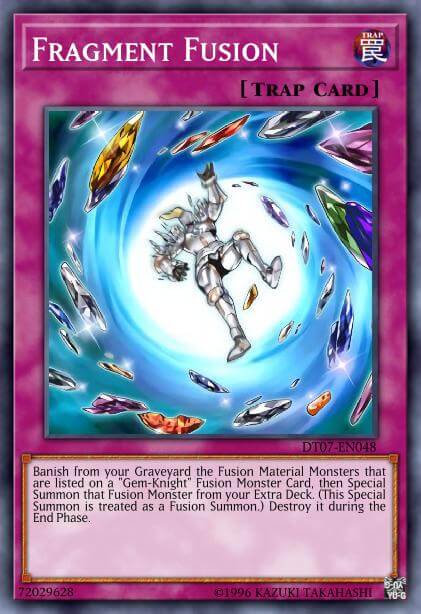 FRAGMENT FUSION
TRAP
罠
[TRAP CARD]
DT07-EN048
Banish from your Graveyard the Fusion Material Monsters that
are listed on a "Gem-Knight" Fusion Monster Card, then Special
Summon that Fusion Monster from your Extra Deck. (This Special
Summon is treated as a Fusion Summon.) Destroy it during the
End Phase.
72029628
©1996 KAZUKI TAKAHASHI